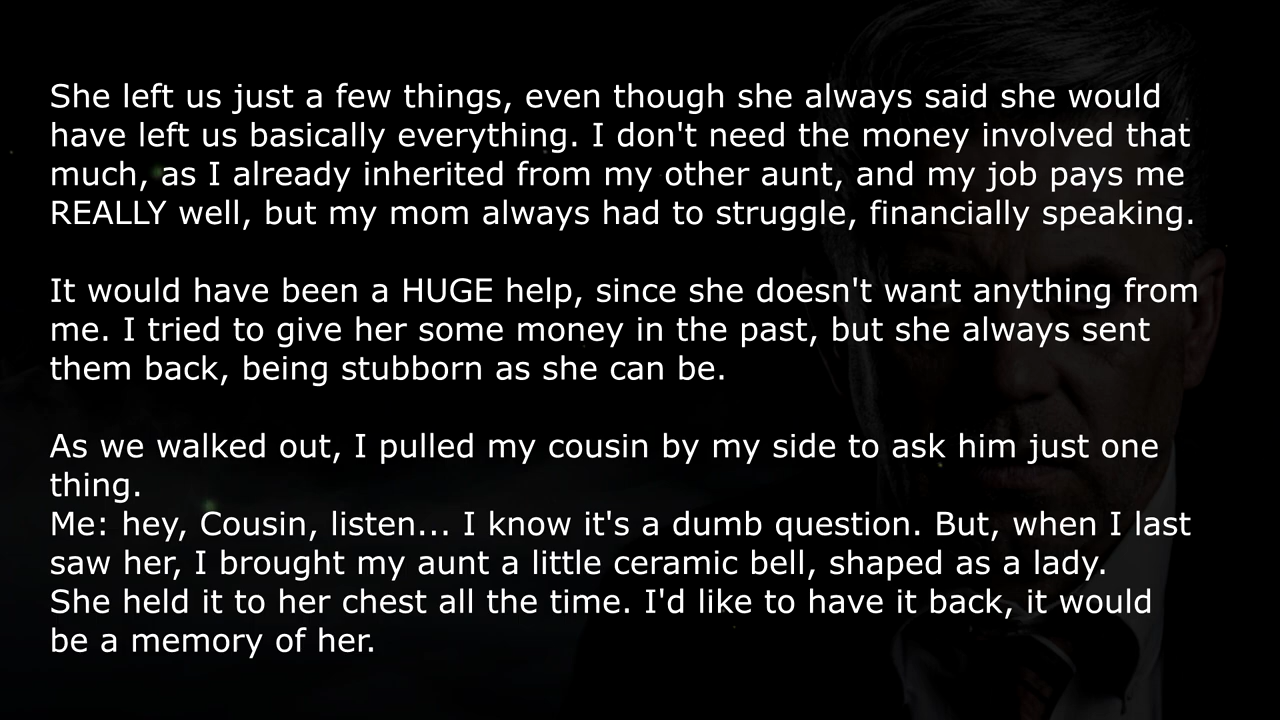 She left us just a few things, even though she always said she would
have left us basically everything. I don't need the money involved that
much, as I already inherited from my other aunt, and my job pays me
REALLY well, but my mom always had to struggle, financially speaking.
It would have been a HUGE help, since she doesn't want anything from
me. I tried to give her some money in the past, but she always sent
them back, being stubborn as she can be.
As we walked out, I pulled my cousin by my side to ask him just one
thing.
Me: hey, Cousin, listen... I know it's a dumb question. But, when I last
saw her, I brought my aunt a little ceramic bell, shaped as a lady.
She held it to her chest all the time. I'd like to have it back, it would
be a memory of her.